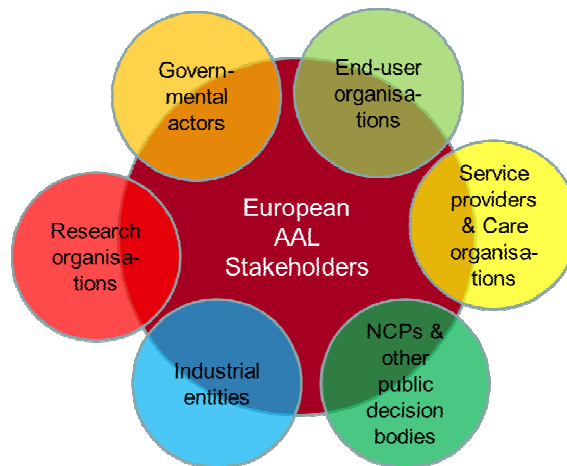 Govern-
mental
actors
End-user
organisa-
tions
Service
providers
& Care
organisa-
tions
NCPs &
other
public
decision
bodies
Industrial
entities
Research
organisa-
tions
European
AAL
Stakeholders